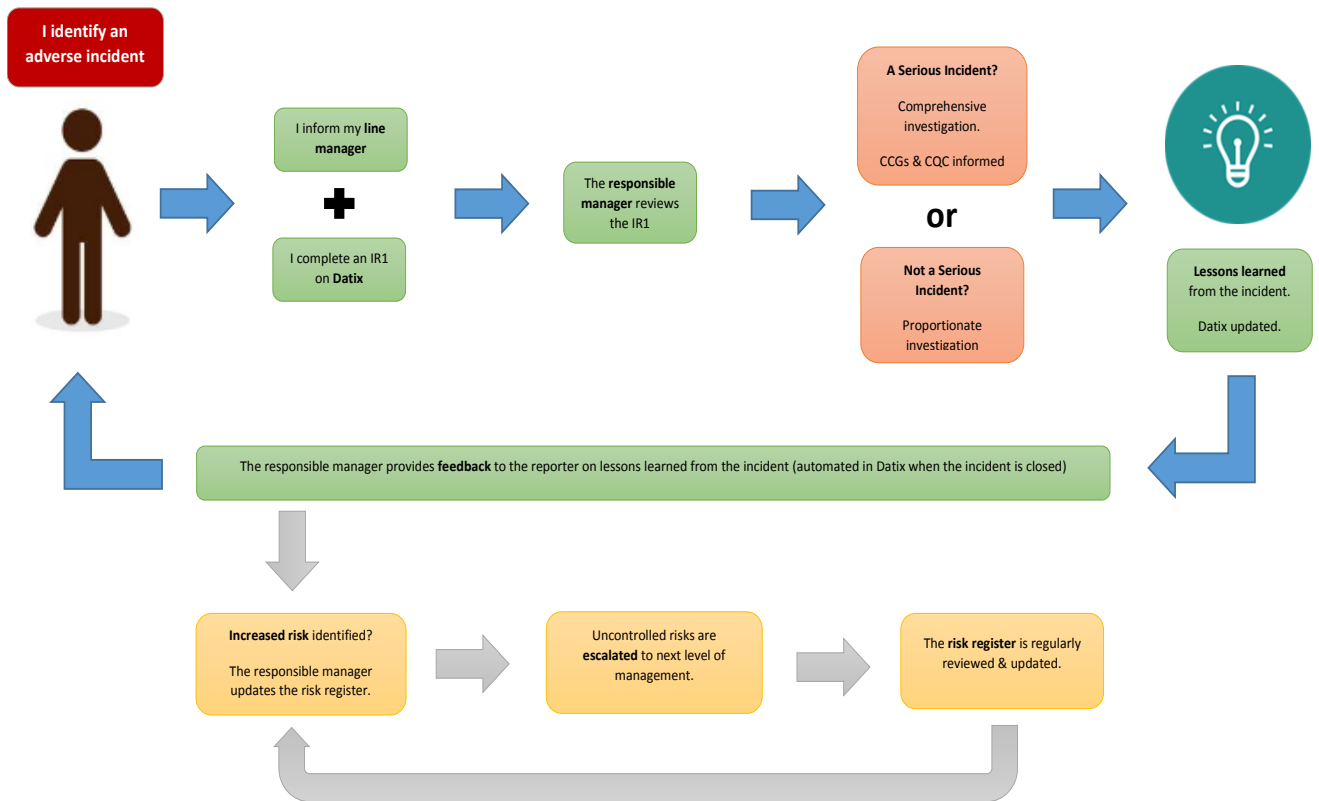 I identify an
adverse incident
I inform my line
manager
I complete an IR1
on Datix
The responsible
manager reviews
the IR1
A Serious Incident?
Comprehensive
investigation.
CCGs & CQC informed
or
Not a Serious
Incident?
Proportionate
investigation
Lessons learned
from the incident.
Datix updated.
The responsible manager provides feedback to the reporter on lessons learned from the incident (automated in Datix when the incident is closed)
Increased risk identified?
The responsible manager
updates the risk register.
Uncontrolled risks are
escalated to next level of
management.
The risk register is regularly
reviewed & updated.